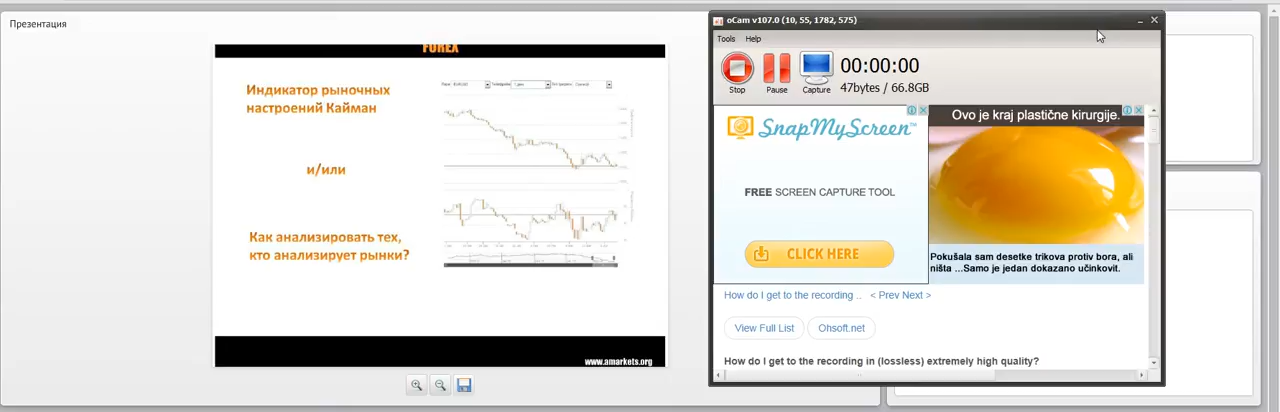 Презентация
FOREX
Индикатор рыночных
настроений Кайман
и/или
Как анализировать тех,
кто анализирует рынки?
www.amarkets.org
oCam v107.0 (10, 55, 1782, 575)
Tools Help
00:00:00
47bytes / 66.8GB
Stop Pause Capture
SnapMyScreen™
FREE SCREEN CAPTURE TOOL
CLICK HERE
Ovo je kraj plastične kirurgije.
Pokušala sam desetke trikova protiv bora, ali
ništa ...Samo je jedan dokazano učinkovit.
How do I get to the recording .. < Prev Next >
View Full List Ohsoft.net
How do I get to the recording in (lossless) extremely high quality?